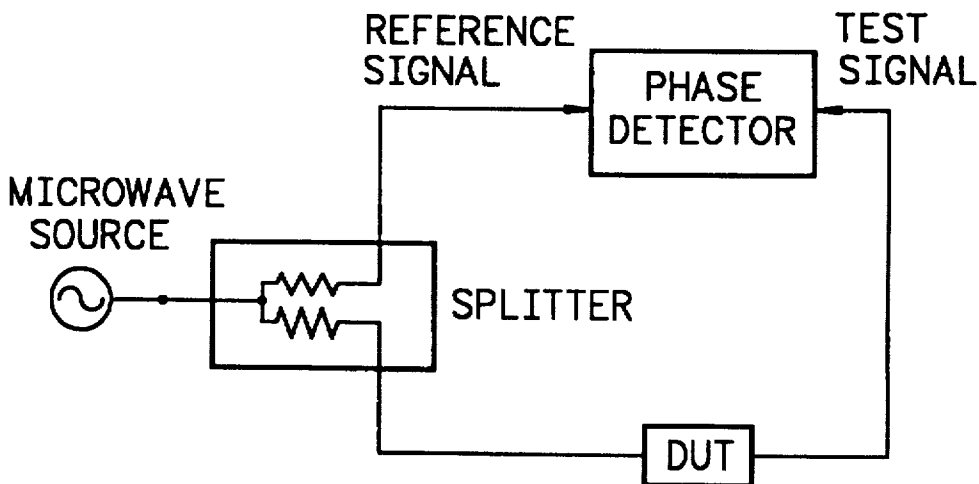 REFERENCE
SIGNAL
TEST
SIGNAL
PHASE
DETECTOR
MICROWAVE
SOURCE
SPLITTER
DUT